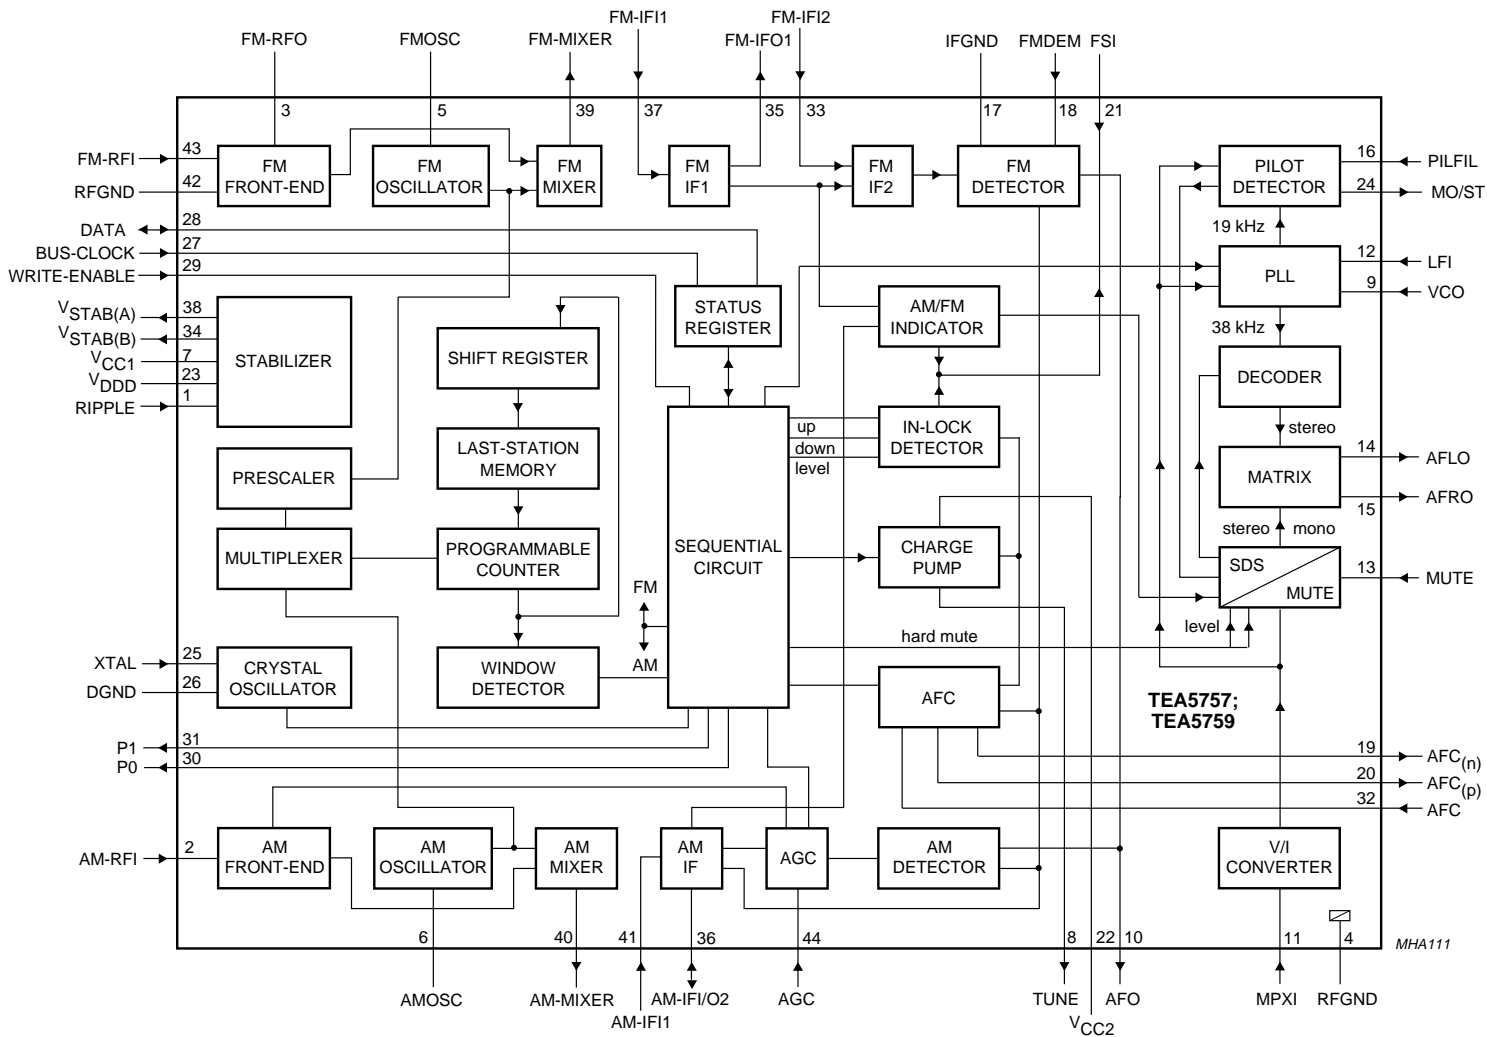 FM-IFI1 FM-IFI2
FM-RFO FMOSC FM-MIXER FM-IFO1 IFGND FMDEM FSI
3 5 39 37 35 33 17 18 21
FM-RFI 43
RFGND 42
FM
FRONT-END
FM
OSCILLATOR
FM
MIXER
FM
IF1
FM
IF2
FM
DETECTOR
PILOT
DETECTOR
16 PILFIL
24 MO/ST
19 kHz
DATA 28
BUS-CLOCK 27
WRITE-ENABLE 29
PLL
12 LFI
9 VCO
38 kHz
VSTAB(A) 38
VSTAB(B) 34
VCC1 7
VDDD 23
RIPPLE 1
STABILIZER
SHIFT REGISTER
STATUS
REGISTER
AM/FM
INDICATOR
DECODER
stereo
LAST-STATION
MEMORY
up
down
level
IN-LOCK
DETECTOR
MATRIX
14 AFLO
AFRO
15
PRESCALER
MULTIPLEXER
PROGRAMMABLE
COUNTER
SEQUENTIAL
CIRCUIT
CHARGE
PUMP
stereo mono
SDS
MUTE
13 MUTE
FM
AM
hard mute
level
XTAL 25
DGND 26
CRYSTAL
OSCILLATOR
WINDOW
DETECTOR
AFC
TEA5757;
TEA5759
P1 31
P0 30
19 AFC(n)
20 AFC(p)
32 AFC
AM-RFI 2
AM
FRONT-END
AM
OSCILLATOR
AM
MIXER
AM
IF
AGC
AM
DETECTOR
V/I
CONVERTER
6 40 41 36 44 8 22 10 11 4
MHA111
AMOSC AM-MIXER AM-IFI/O2 AGC TUNE AFO MPXI RFGND
AM-IFI1 VCC2